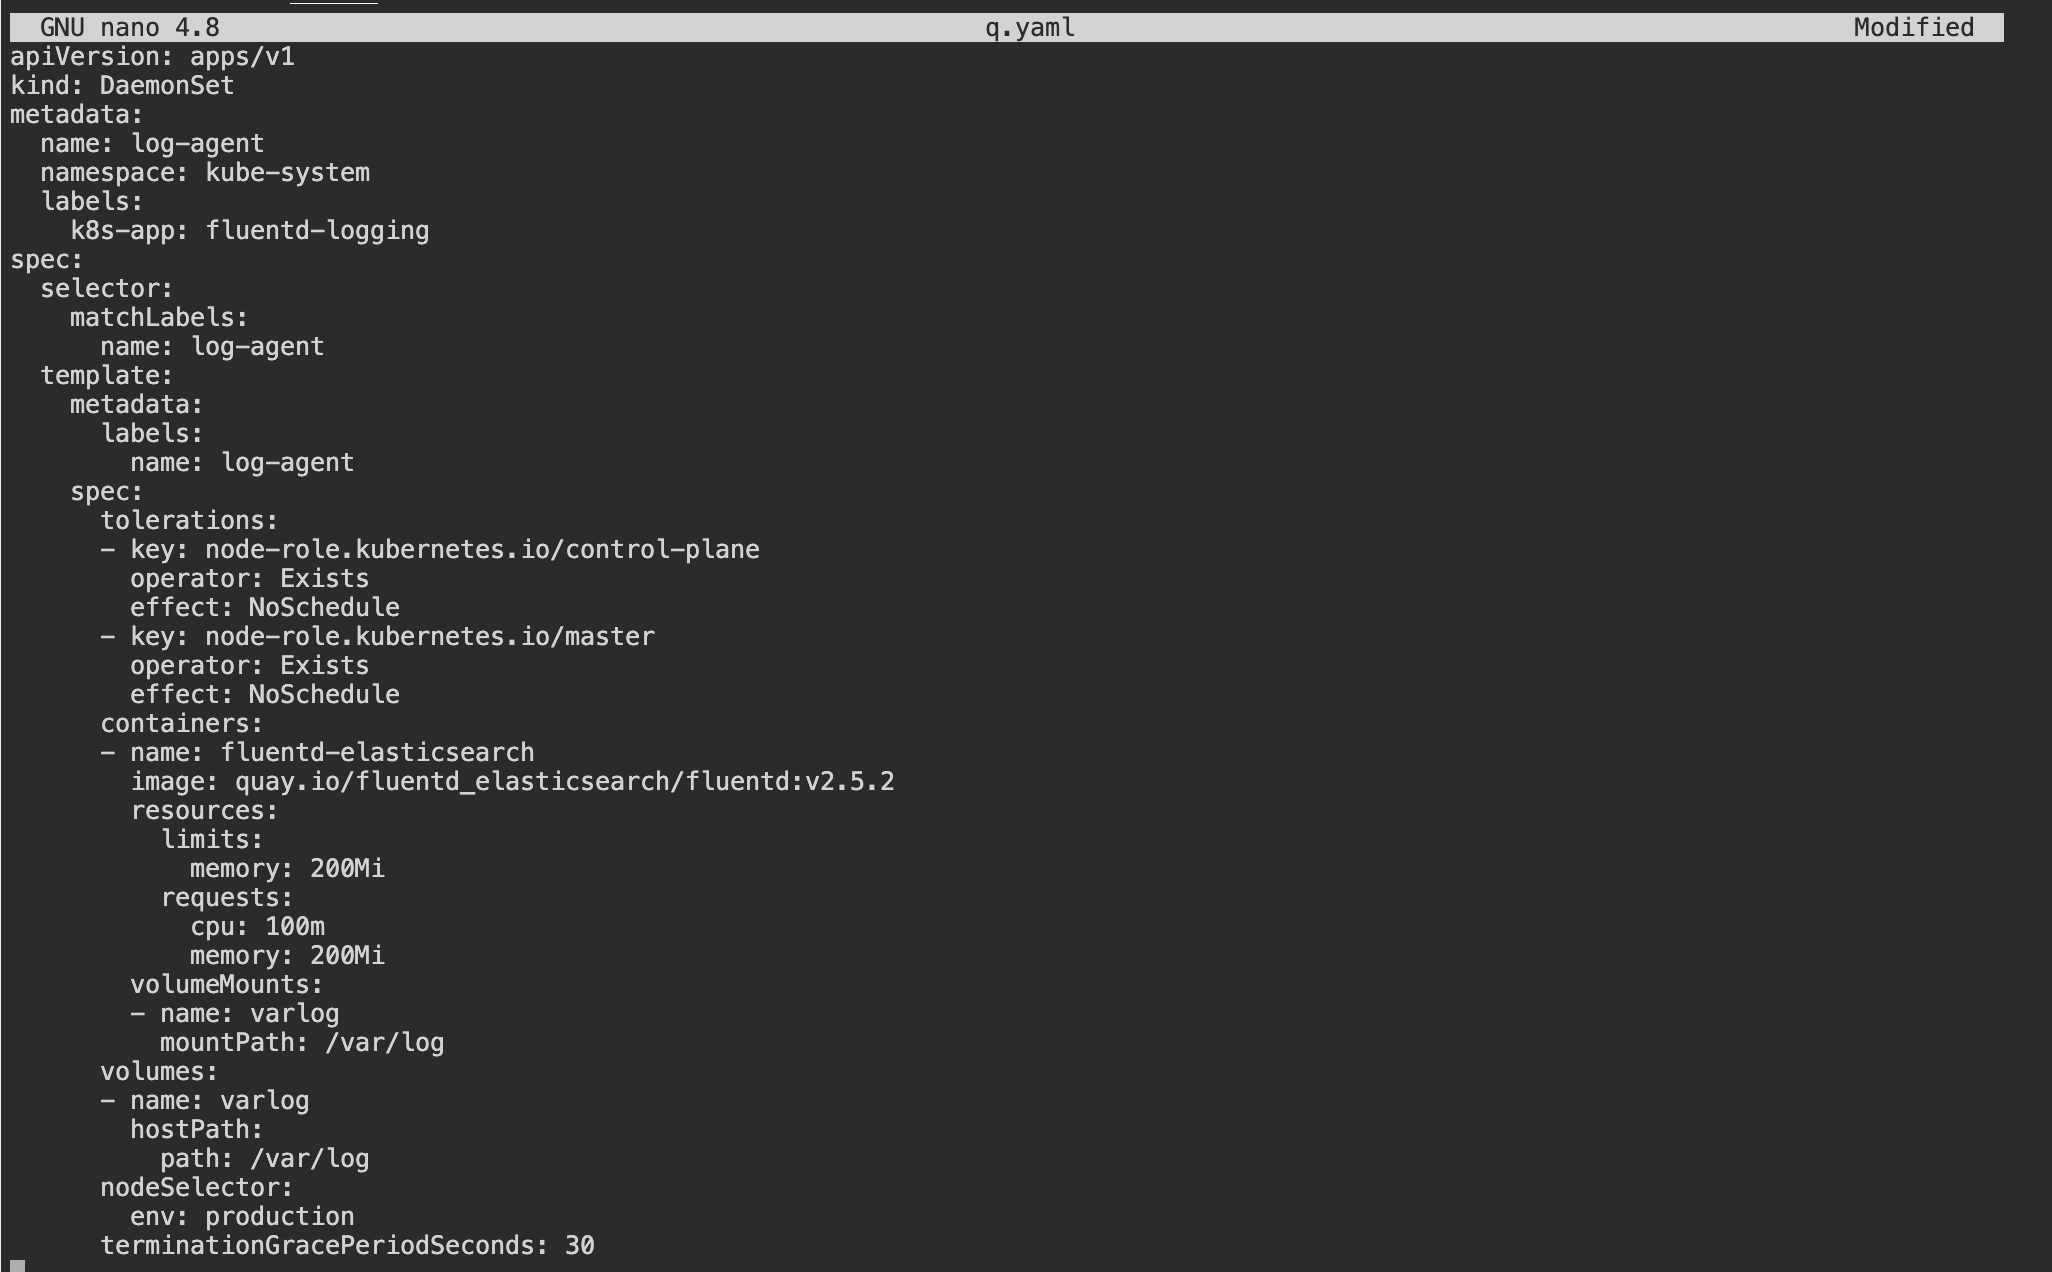 GNU nano 4.8 q.yaml Modified
apiVersion: apps/v1
kind: DaemonSet
metadata:
  name: log-agent
  namespace: kube-system
  labels:
    k8s-app: fluentd-logging
spec:
  selector:
    matchLabels:
      name: log-agent
  template:
    metadata:
      labels:
        name: log-agent
    spec:
      tolerations:
      - key: node-role.kubernetes.io/control-plane
        operator: Exists
        effect: NoSchedule
      - key: node-role.kubernetes.io/master
        operator: Exists
        effect: NoSchedule
      containers:
      - name: fluentd-elasticsearch
        image: quay.io/fluentd_elasticsearch/fluentd:v2.5.2
        resources:
          limits:
            memory: 200Mi
          requests:
            cpu: 100m
            memory: 200Mi
        volumeMounts:
        - name: varlog
          mountPath: /var/log
      volumes:
      - name: varlog
        hostPath:
          path: /var/log
      nodeSelector:
        env: production
      terminationGracePeriodSeconds: 30